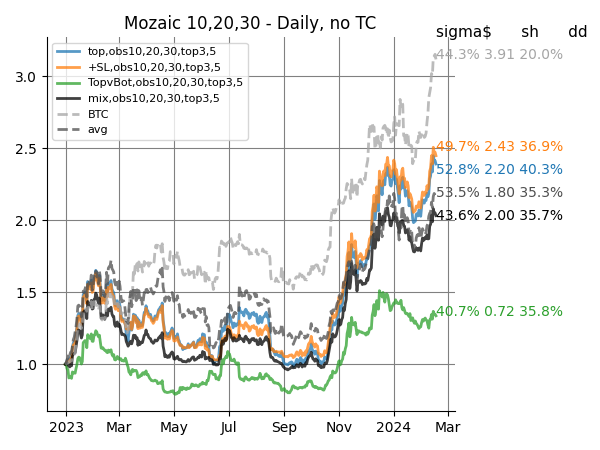 Mozaic 10,20,30 - Daily, no TC
sigma$ sh dd
top,obs10,20,30,top3,5
+SL,obs10,20,30,top3,5
TopvBot,obs10,20,30,top3,5
mix,obs10,20,30,top3,5
BTC
avg
44.3% 3.91 20.0%
49.7% 2.43 36.9%
52.8% 2.20 40.3%
53.5% 1.80 35.3%
43.6% 2.00 35.7%
40.7% 0.72 35.8%
3.0
2.5
2.0
1.5
1.0
2023 Mar May Jul Sep Nov 2024 Mar